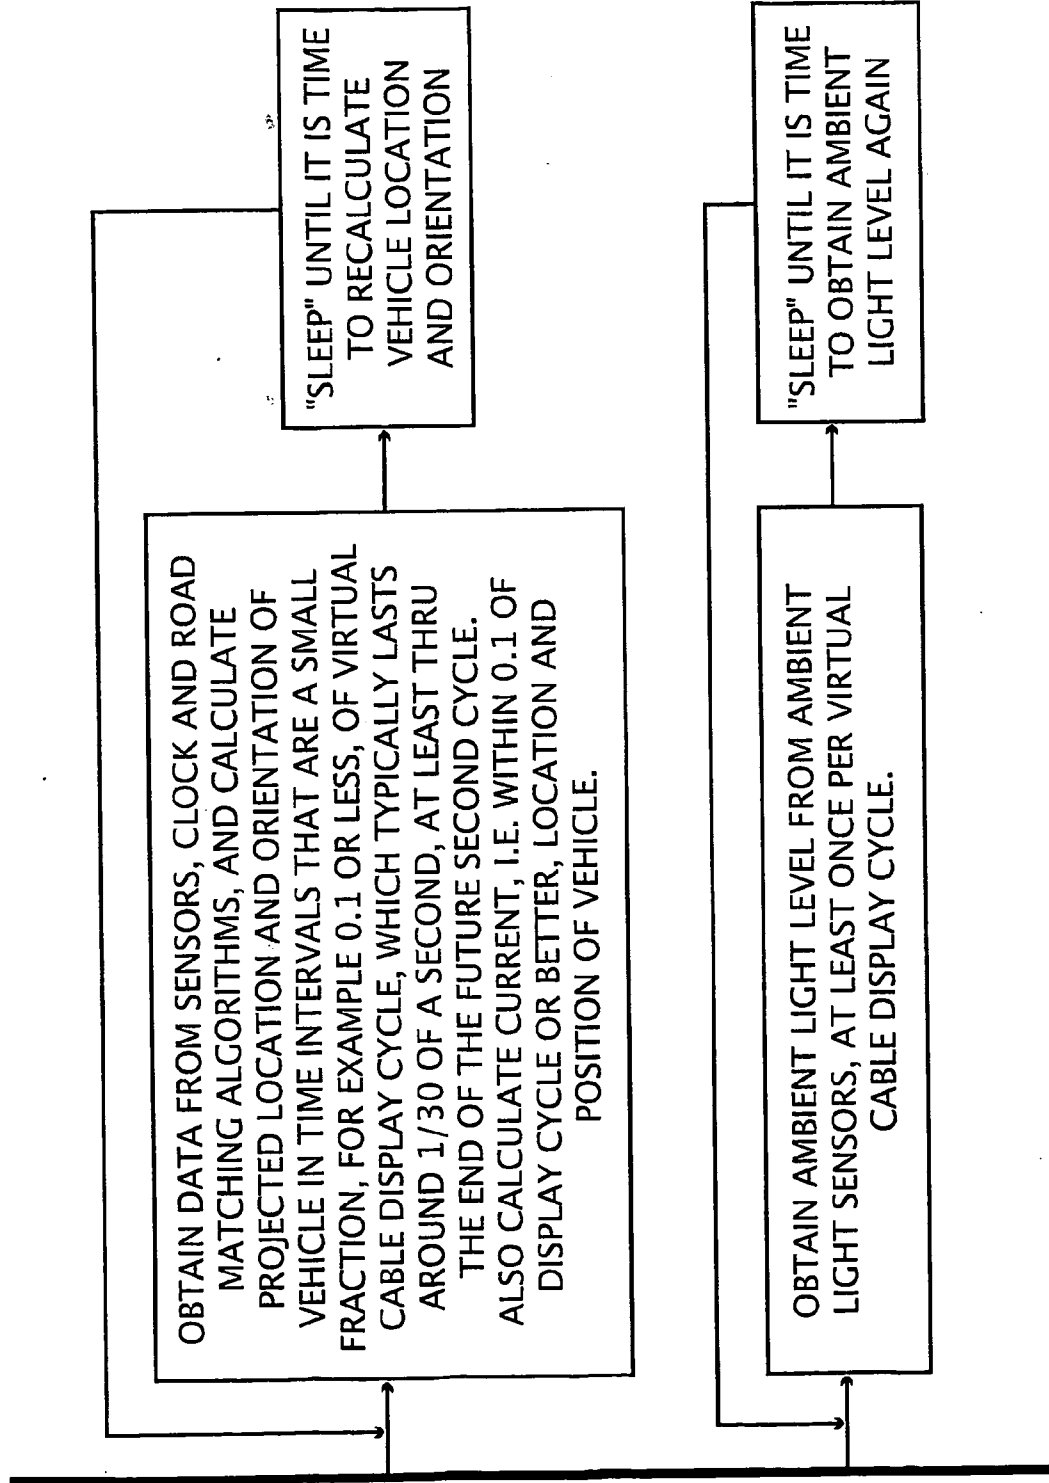 OBTAIN DATA FROM SENSORS, CLOCK AND ROAD
MATCHING ALGORITHMS, AND CALCULATE
PROJECTED LOCATION AND ORIENTATION OF
VEHICLE IN TIME INTERVALS THAT ARE A SMALL
FRACTION, FOR EXAMPLE 0.1 OR LESS, OF VIRTUAL
CABLE DISPLAY CYCLE, WHICH TYPICALLY LASTS
AROUND 1/30 OF A SECOND, AT LEAST THRU
THE END OF THE FUTURE SECOND CYCLE.
ALSO CALCULATE CURRENT, I.E. WITHIN 0.1 OF
DISPLAY CYCLE OR BETTER, LOCATION AND
POSITION OF VEHICLE.
"SLEEP" UNTIL IT IS TIME
TO RECALCULATE
VEHICLE LOCATION
AND ORIENTATION
OBTAIN AMBIENT LIGHT LEVEL FROM AMBIENT
LIGHT SENSORS, AT LEAST ONCE PER VIRTUAL
CABLE DISPLAY CYCLE.
"SLEEP" UNTIL IT IS TIME
TO OBTAIN AMBIENT
LIGHT LEVEL AGAIN